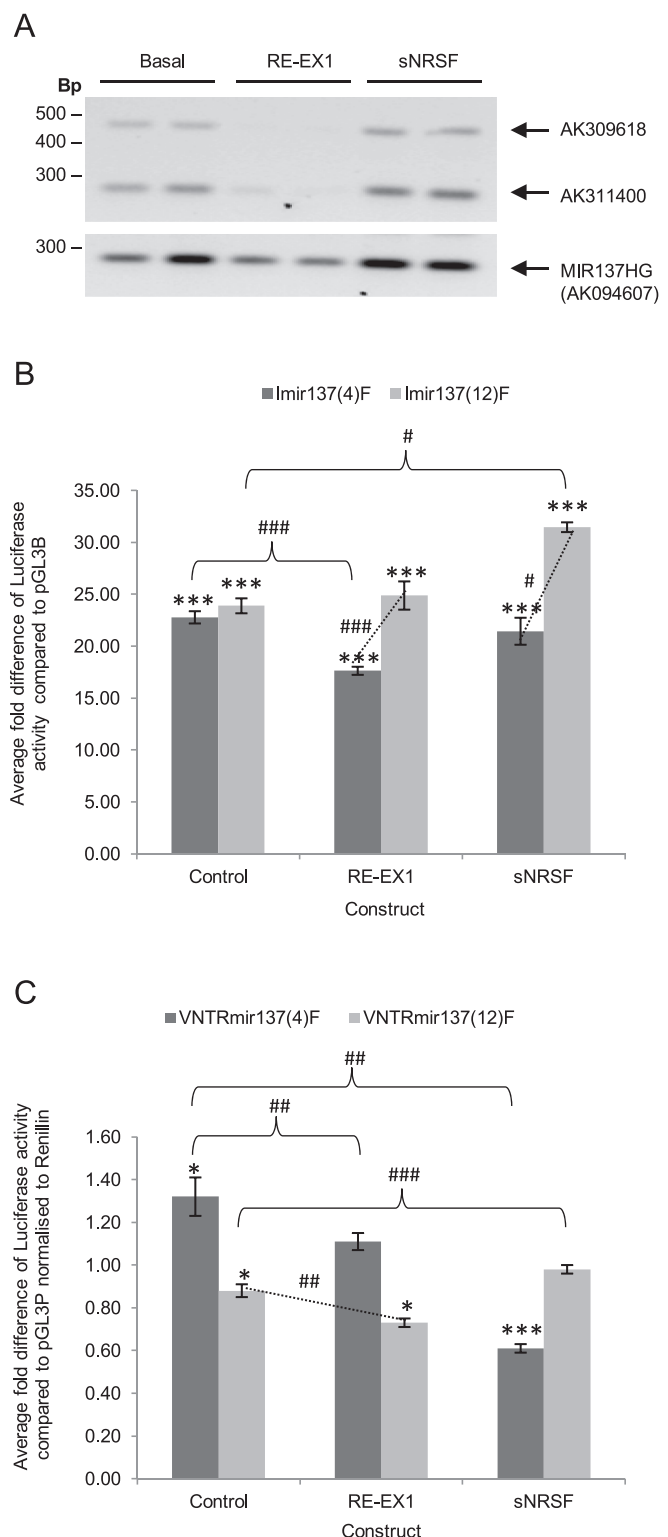 A
Basal RE-EX1 sNRSF
Bp
500
400
300
AK309618
AK311400
300
MIR137HG
(AK094607)
B
Imir137(4)F Imir137(12)F
#
###
35.00
30.00
25.00
20.00
15.00
10.00
5.00
0.00
*** ***
###
***
***
#
***
***
Average fold difference of Luciferase
activity compared to pGL3B
Control RE-EX1 sNRSF
Construct
C
VNTRmir137(4)F VNTRmir137(12)F
##
##
###
1.60
1.40
1.20
1.00
0.80
0.60
0.40
0.20
0.00
*
*
##
*
***
Average fold difference of Luciferase activity
compared to pGL3P normalised to Renillin
Control RE-EX1 sNRSF
Construct